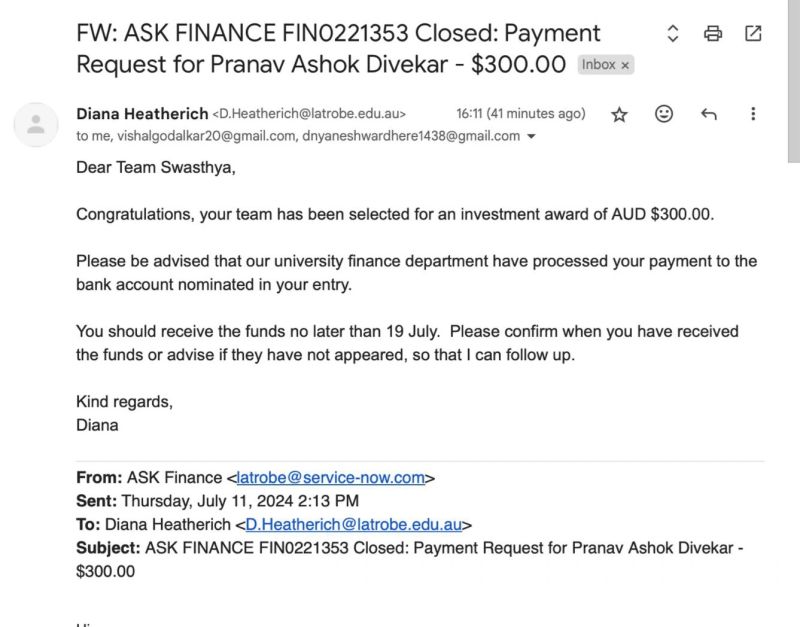 FW: ASK FINANCE FIN0221353 Closed: Payment
Request for Pranav Ashok Divekar - $300.00 Inbox x
Diana Heatherich <D.Heatherich@latrobe.edu.au> 16:11 (41 minutes ago)
to me, vishalgodalkar20@gmail.com, dnyaneshwardhere1438@gmail.com
Dear Team Swasthya,
Congratulations, your team has been selected for an investment award of AUD $300.00.
Please be advised that our university finance department have processed your payment to the
bank account nominated in your entry.
You should receive the funds no later than 19 July.  Please confirm when you have received
the funds or advise if they have not appeared, so that I can follow up.
Kind regards,
Diana
From: ASK Finance <latrobe@service-now.com>
Sent: Thursday, July 11, 2024 2:13 PM
To: Diana Heatherich <D.Heatherich@latrobe.edu.au>
Subject: ASK FINANCE FIN0221353 Closed: Payment Request for Pranav Ashok Divekar -
$300.00